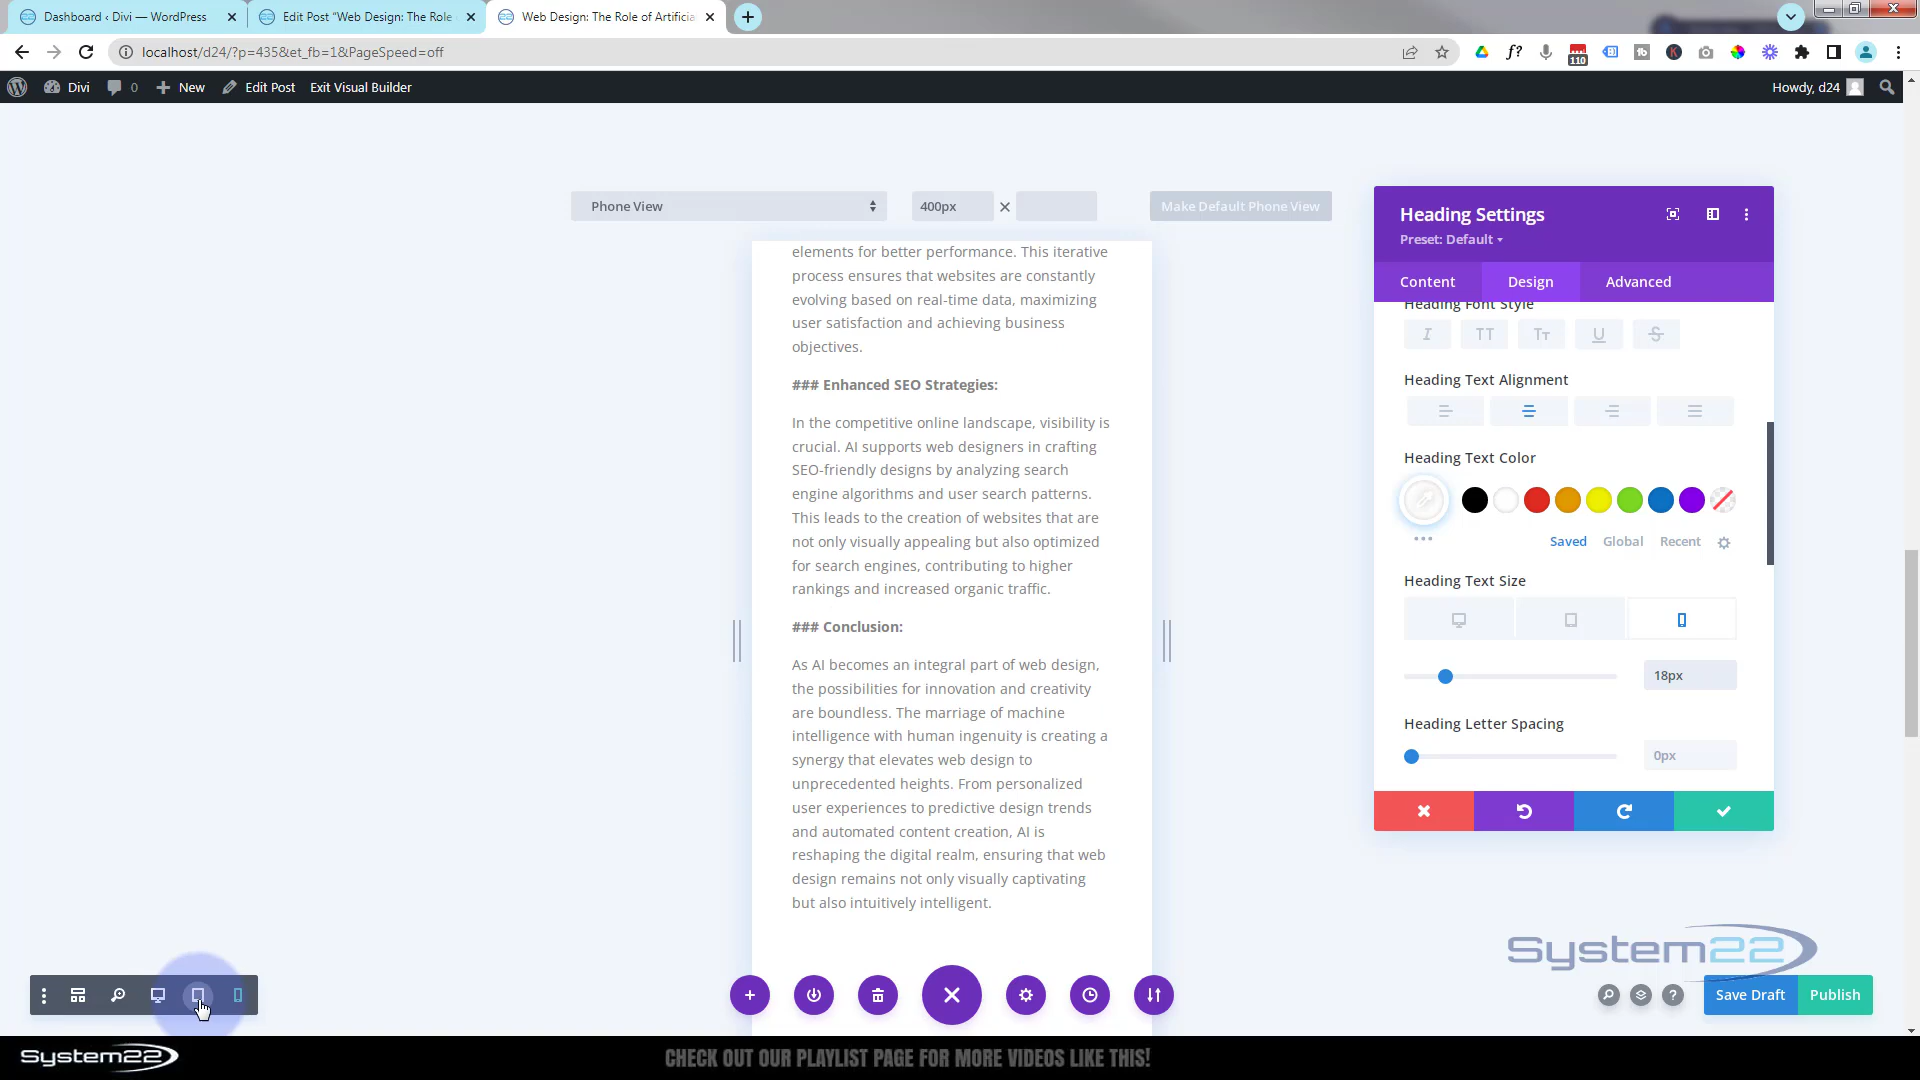 Dashboard ‹ Divi — WordPress
Edit Post "Web Design: The Role
Web Design: The Role of Artificia
localhost/d24/?p=435&et_fb=1&PageSpeed=off
f?
110
Divi
0
New
Edit Post
Exit Visual Builder
Howdy, d24
Phone View
400px
Make Default Phone View
Heading Settings
Preset: Default
Content
Design
Advanced
elements for better performance. This iterative
process ensures that websites are constantly
evolving based on real-time data, maximizing
user satisfaction and achieving business
objectives.
### Enhanced SEO Strategies:
In the competitive online landscape, visibility is
crucial. AI supports web designers in crafting
SEO-friendly designs by analyzing search
engine algorithms and user search patterns.
This leads to the creation of websites that are
not only visually appealing but also optimized
for search engines, contributing to higher
rankings and increased organic traffic.
### Conclusion:
As AI becomes an integral part of web design,
the possibilities for innovation and creativity
are boundless. The marriage of machine
intelligence with human ingenuity is creating a
synergy that elevates web design to
unprecedented heights. From personalized
user experiences to predictive design trends
and automated content creation, AI is
reshaping the digital realm, ensuring that web
design remains not only visually captivating
but also intuitively intelligent.
Heading Font Style
I
TT
Tt
U
S
Heading Text Alignment
Heading Text Color
Saved
Global
Recent
Heading Text Size
18px
Heading Letter Spacing
0px
System22
Save Draft
Publish
System22
CHECK OUT OUR PLAYLIST PAGE FOR MORE VIDEOS LIKE THIS!